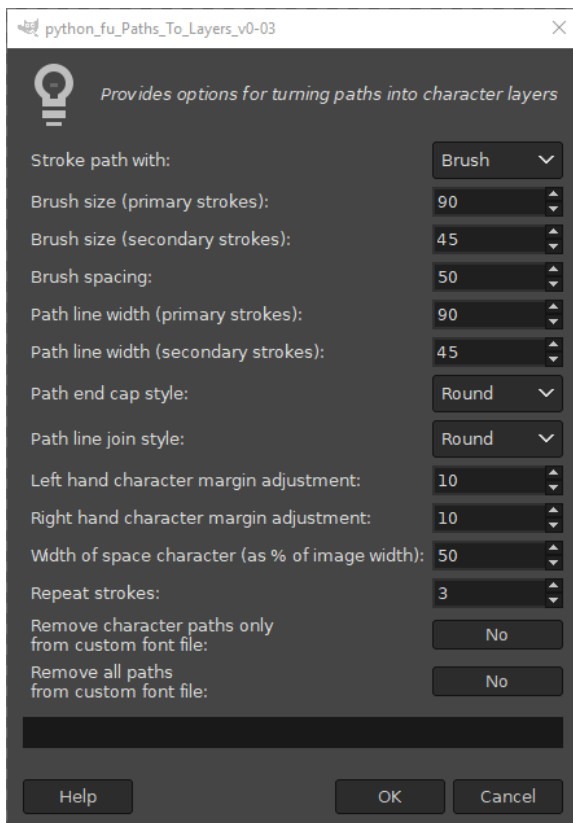 python_fu_Paths_To_Layers_v0-03
Provides options for turning paths into character layers
Stroke path with: Brush
Brush size (primary strokes): 90
Brush size (secondary strokes): 45
Brush spacing: 50
Path line width (primary strokes): 90
Path line width (secondary strokes): 45
Path end cap style: Round
Path line join style: Round
Left hand character margin adjustment: 10
Right hand character margin adjustment: 10
Width of space character (as % of image width): 50
Repeat strokes: 3
Remove character paths only
from custom font file: No
Remove all paths
from custom font file: No
Help OK Cancel